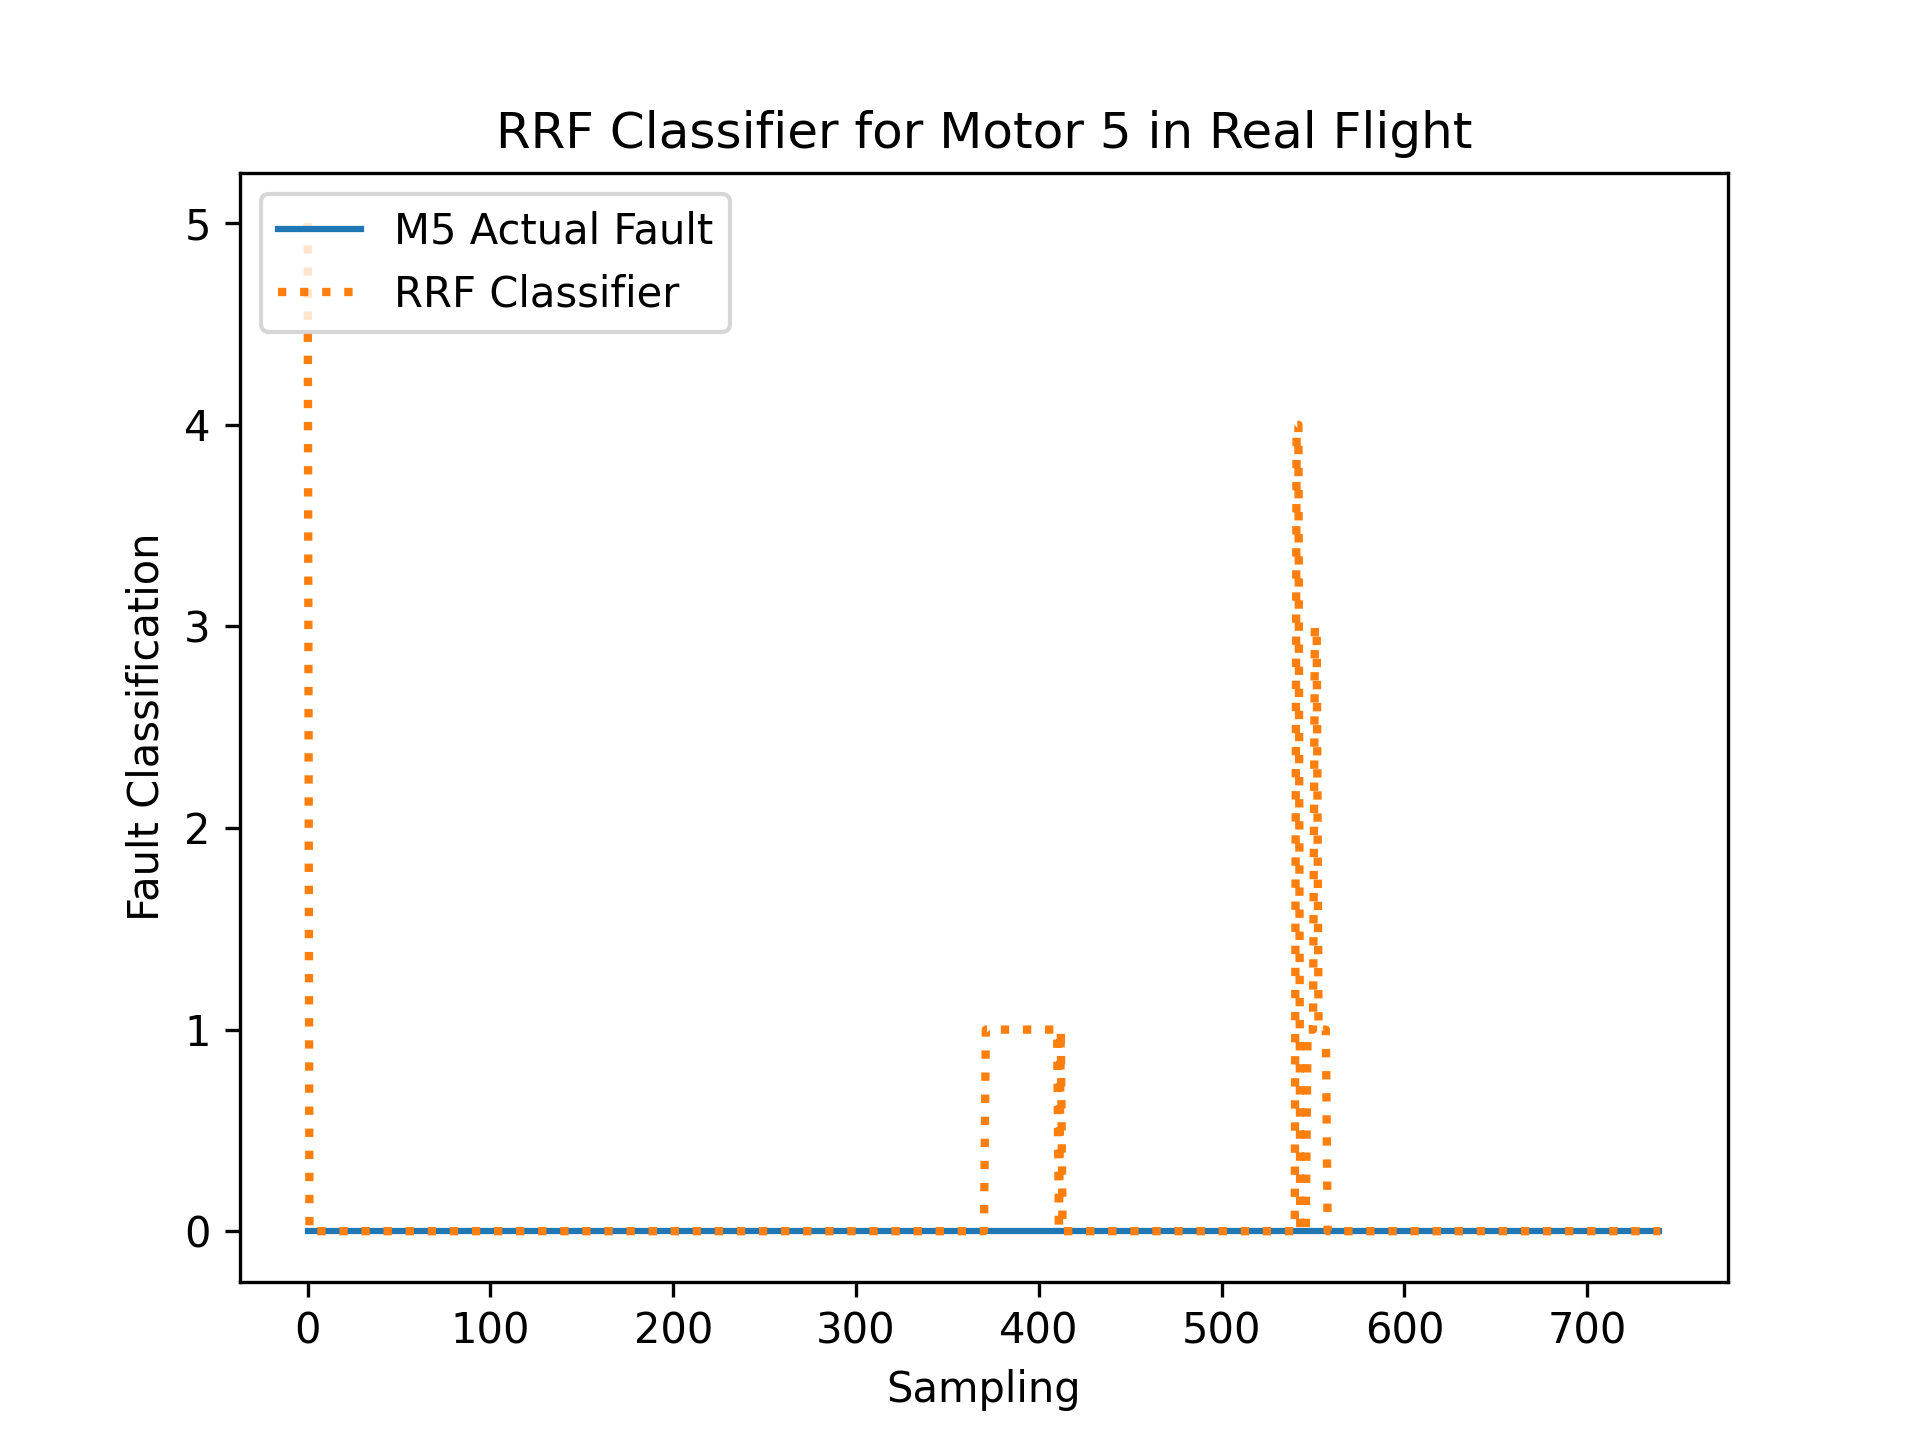 RRF Classifier for Motor 5 in Real Flight
M5 Actual Fault
RRF Classifier
Fault Classification
5
4
3
2
1
0
0 100 200 300 400 500 600 700
Sampling